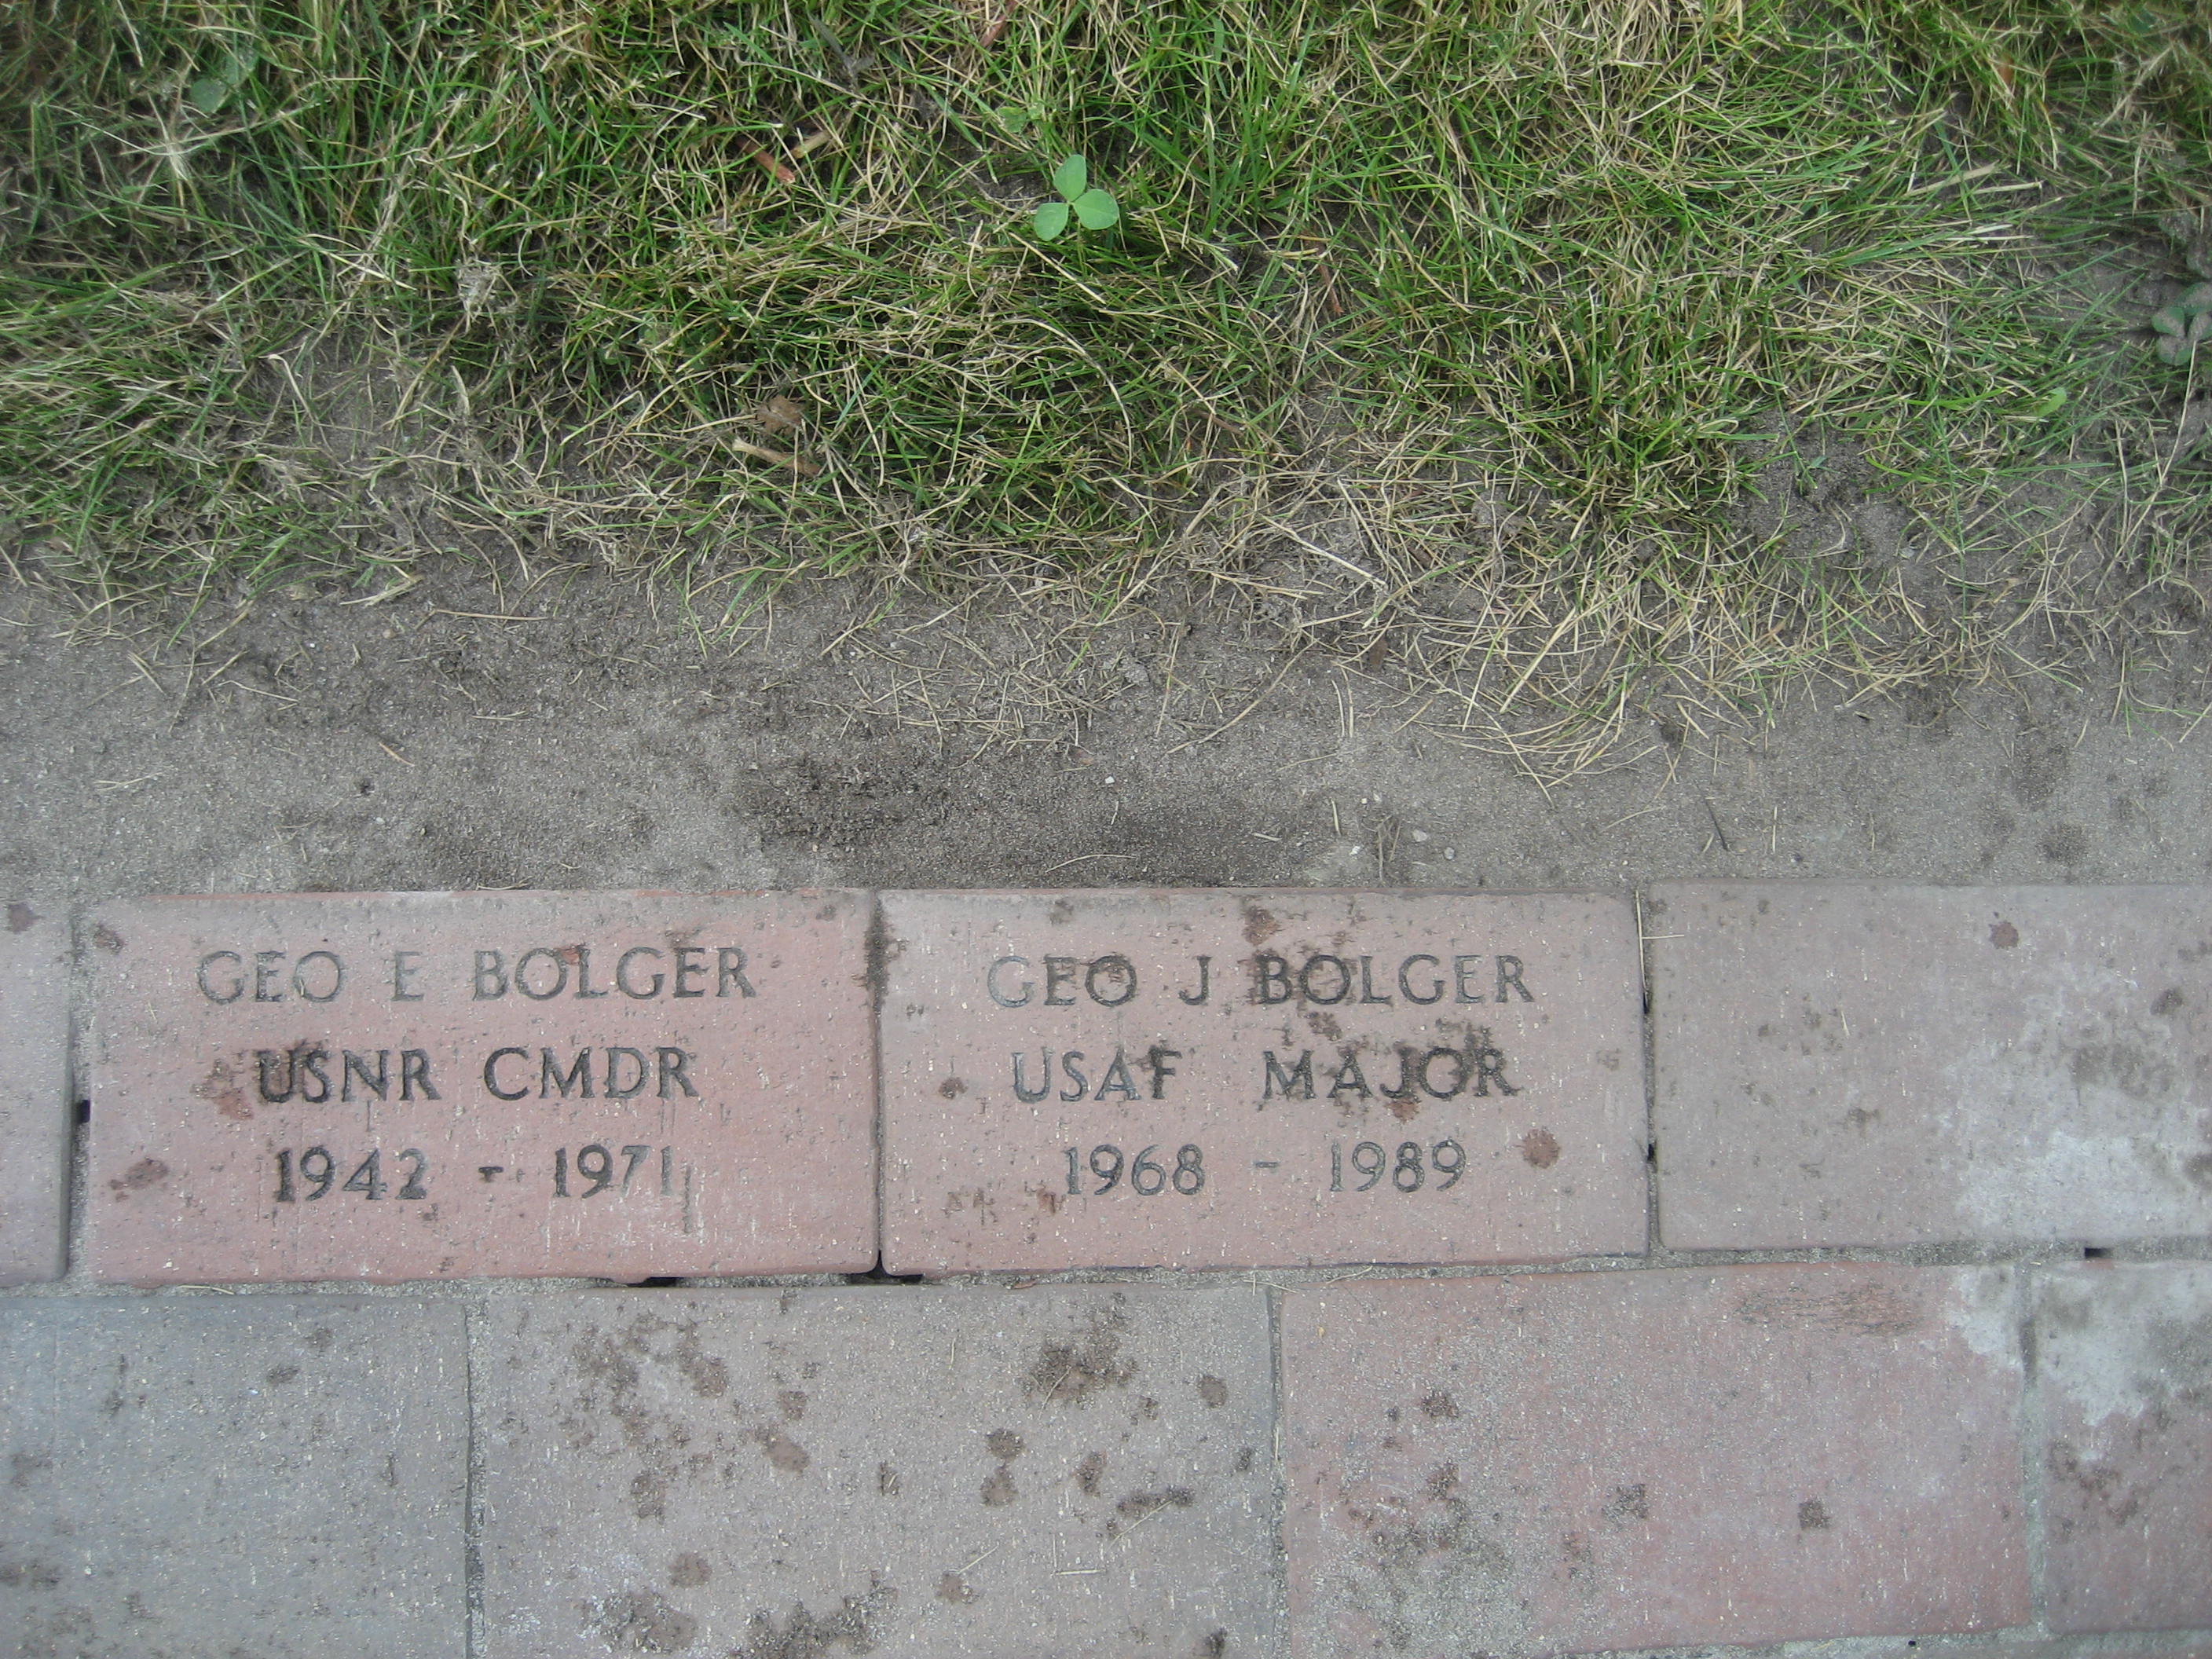 GEO E BOLGER
USNR CMDR
1942 - 1971
GEO J BOLGER
USAF MAJOR
1968 - 1989